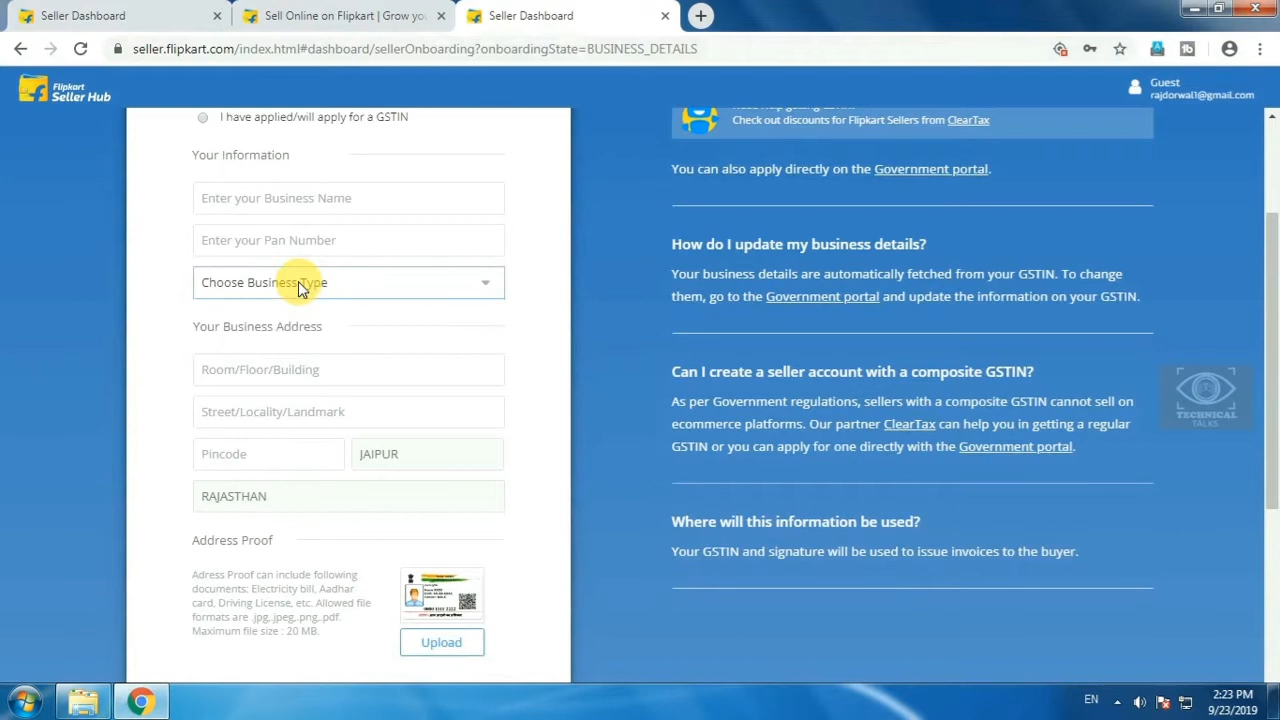 Seller Dashboard
Sell Online on Flipkart | Grow you
Seller Dashboard
seller.flipkart.com/index.html#dashboard/sellerOnboarding?onboardingState=BUSINESS_DETAILS
Flipkart
Seller Hub
Guest
rajdorwal1@gmail.com
I have applied/will apply for a GSTIN
Your Information
Enter your Business Name
Enter your Pan Number
Choose Business Type
Your Business Address
Room/Floor/Building
Street/Locality/Landmark
Pincode
JAIPUR
RAJASTHAN
Address Proof
Adress Proof can include following
documents: Electricity bill, Aadhar
card, Driving License, etc. Allowed file
formats are .jpg,.jpeg,.png,.pdf.
Maximum file size : 20 MB.
Upload
Check out discounts for Flipkart Sellers from ClearTax
You can also apply directly on the Government portal.
How do I update my business details?
Your business details are automatically fetched from your GSTIN. To change
them, go to the Government portal and update the information on your GSTIN.
Can I create a seller account with a composite GSTIN?
As per Government regulations, sellers with a composite GSTIN cannot sell on
ecommerce platforms. Our partner ClearTax can help you in getting a regular
GSTIN or you can apply for one directly with the Government portal.
Where will this information be used?
Your GSTIN and signature will be used to issue invoices to the buyer.
TECHNICAL
TALKS
EN
2:23 PM
9/23/2019